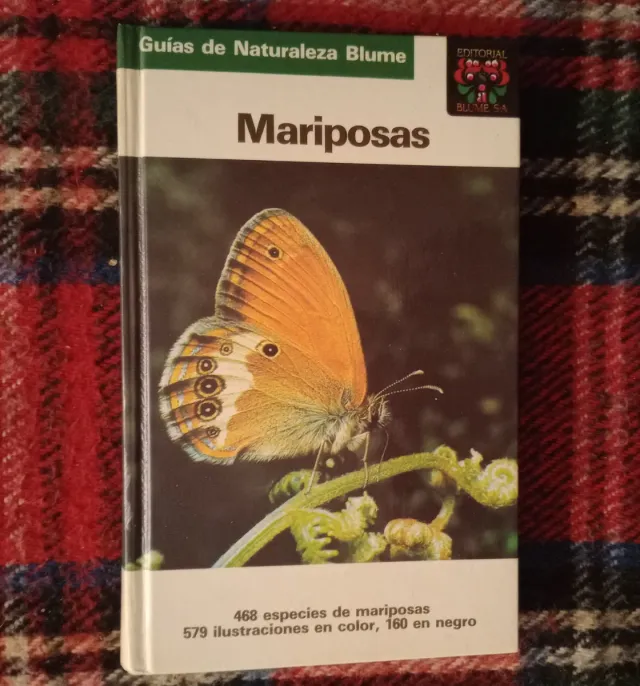 Guías de Naturaleza Blume
EDITORIAL
BLUME S.A
Mariposas
468 especies de mariposas
579 ilustraciones en color, 160 en negro